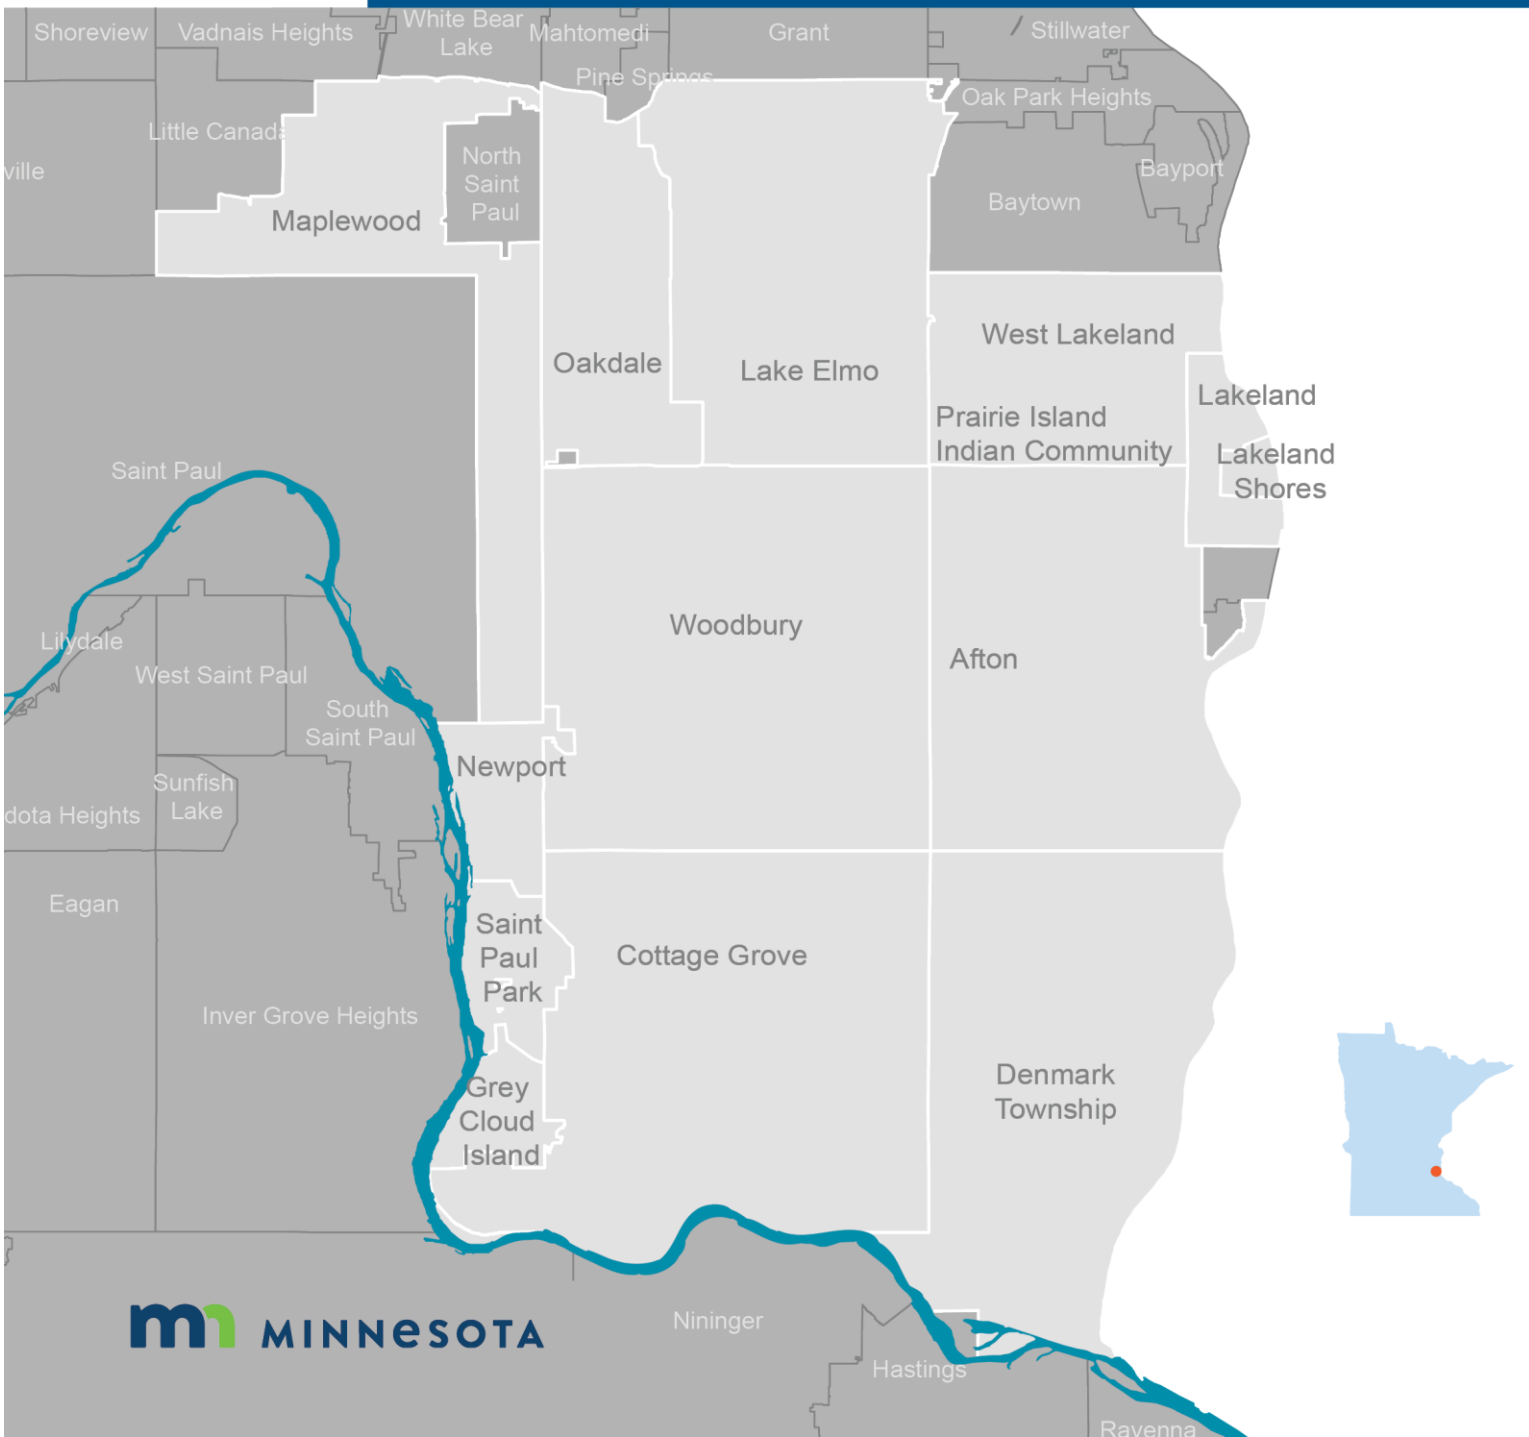 Shoreview
Vadnais Heights
White Bear
Lake
Mahtomedi
Grant
Stillwater
Pine Springs
Oak Park Heights
Little Canada
ville
North
Saint
Paul
Bayport
Baytown
Maplewood
West Lakeland
Oakdale
Lake Elmo
Lakeland
Prairie Island
Indian Community
Lakeland
Shores
Saint Paul
Woodbury
Lilydale
Afton
West Saint Paul
South
Saint Paul
Newport
Sunfish
Lake
dota Heights
Eagan
Saint
Paul
Park
Cottage Grove
Inver Grove Heights
Grey
Cloud
Island
Denmark
Township
mn MINNESOTA
Nininger
Hastings
Ravenna